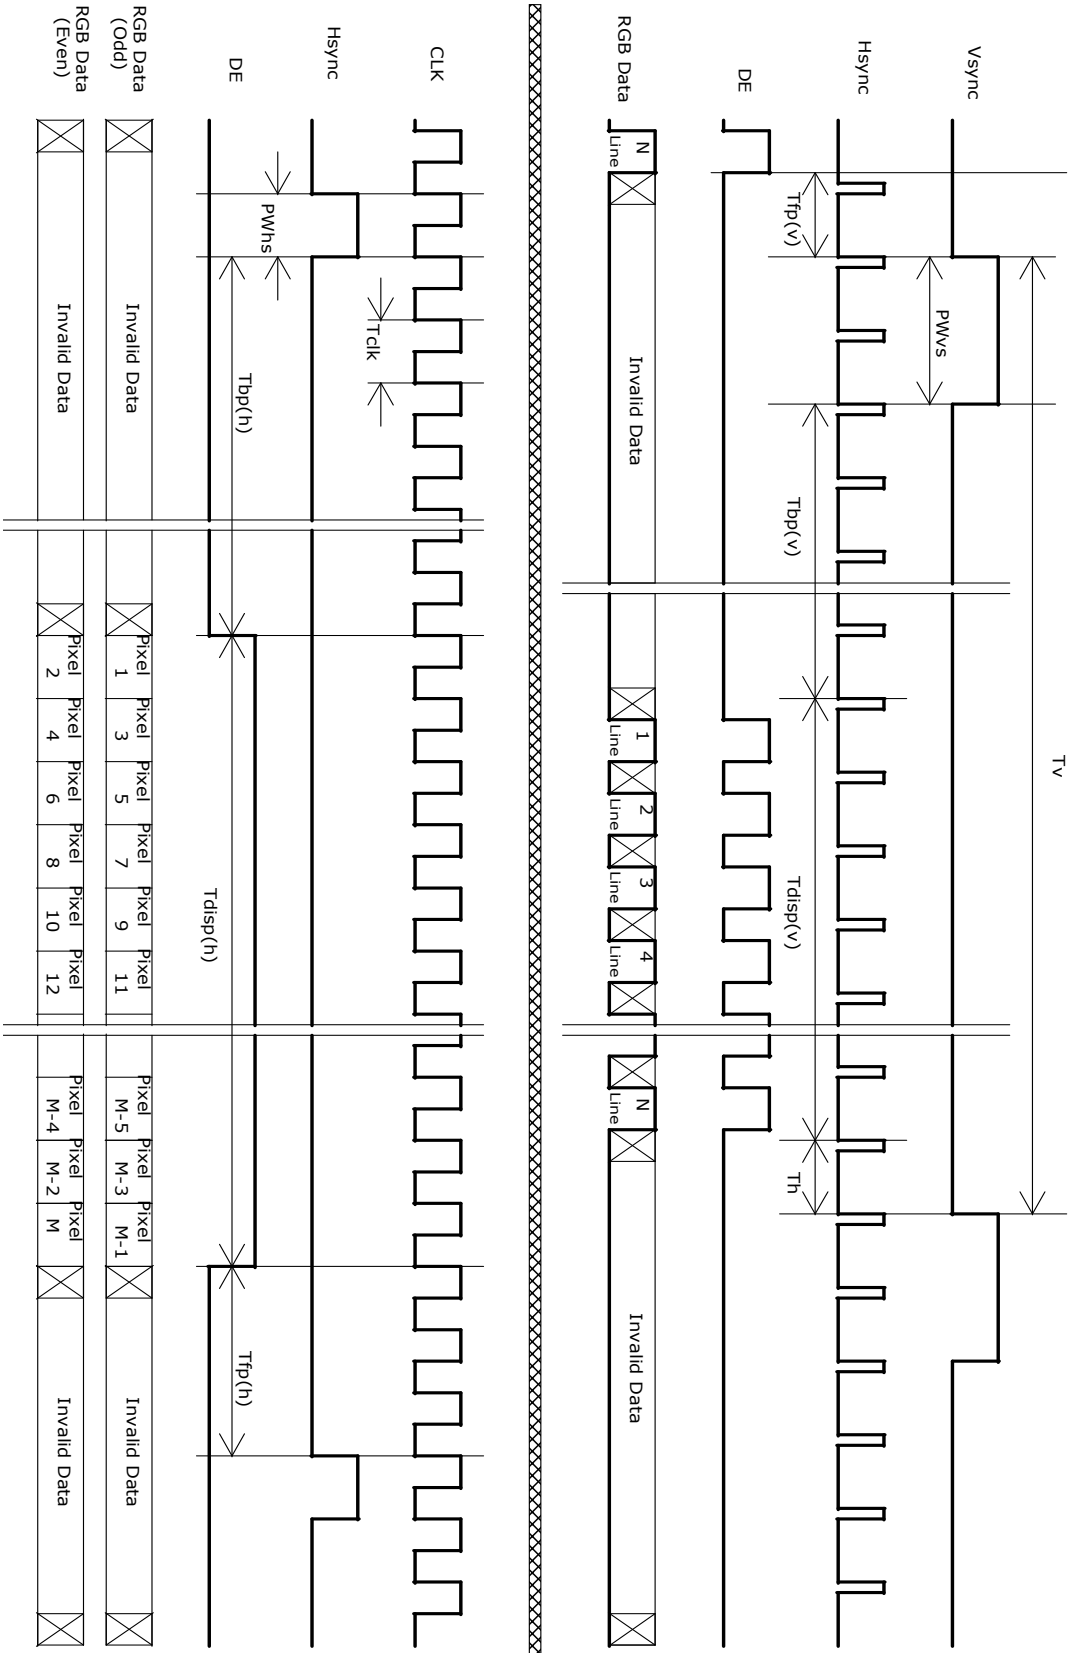 Vsync
Tv
PWvs
Hsync
Tfp(v)
Tbp(v)
Tdisp(v)
Th
DE
RGB Data
N
Line
Invalid Data
1
Line
2
Line
3
Line
4
Line
N
Line
Invalid Data
CLK
Tclk
Hsync
PWhs
Tbp(h)
DE
Tdisp(h)
Tfp(h)
RGB Data
(Odd)
Invalid Data
Pixel
1
Pixel
3
Pixel
5
Pixel
7
Pixel
9
Pixel
11
Pixel
M-5
Pixel
M-3
Pixel
M-1
Invalid Data
RGB Data
(Even)
Invalid Data
Pixel
2
Pixel
4
Pixel
6
Pixel
8
Pixel
10
Pixel
12
Pixel
M-4
Pixel
M-2
Pixel
M
Invalid Data